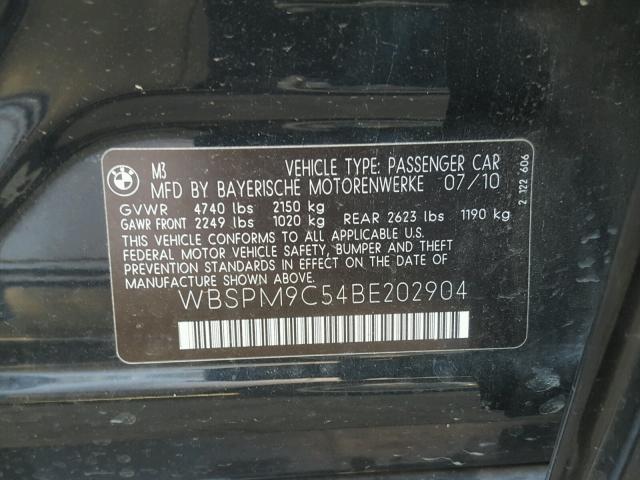 BMW
M3 VEHICLE TYPE: PASSENGER CAR
MFD BY BAYERISCHE MOTORENWERKE 07/10
GVWR 4740 lbs 2150 kg
GAWR FRONT 2249 lbs 1020 kg REAR 2623 lbs 1190 kg
THIS VEHICLE CONFORMS TO ALL APPLICABLE U.S.
FEDERAL MOTOR VEHICLE SAFETY, BUMPER AND THEFT
PREVENTION STANDARDS IN EFFECT ON THE DATE OF
MANUFACTURE SHOWN ABOVE.
WBSPM9C54BE202904
2 122 606